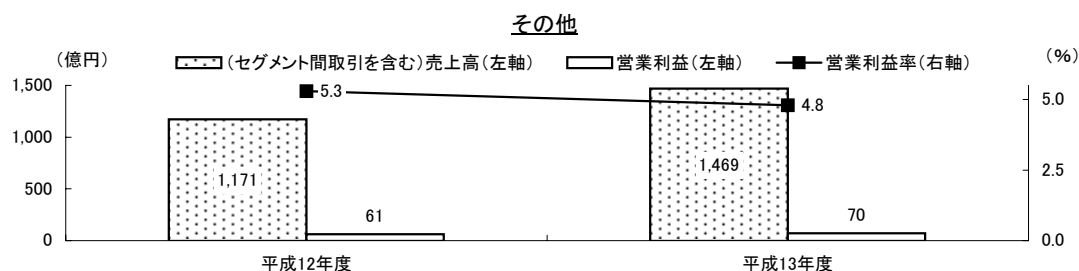 その他
（億円）
（セグメント間取引を含む）売上高（左軸）
営業利益（左軸）
営業利益率（右軸）
（％）
1,500
1,000
500
0
5.3
4.8
5.0
2.5
0.0
1,171
61
1,469
70
平成12年度
平成13年度